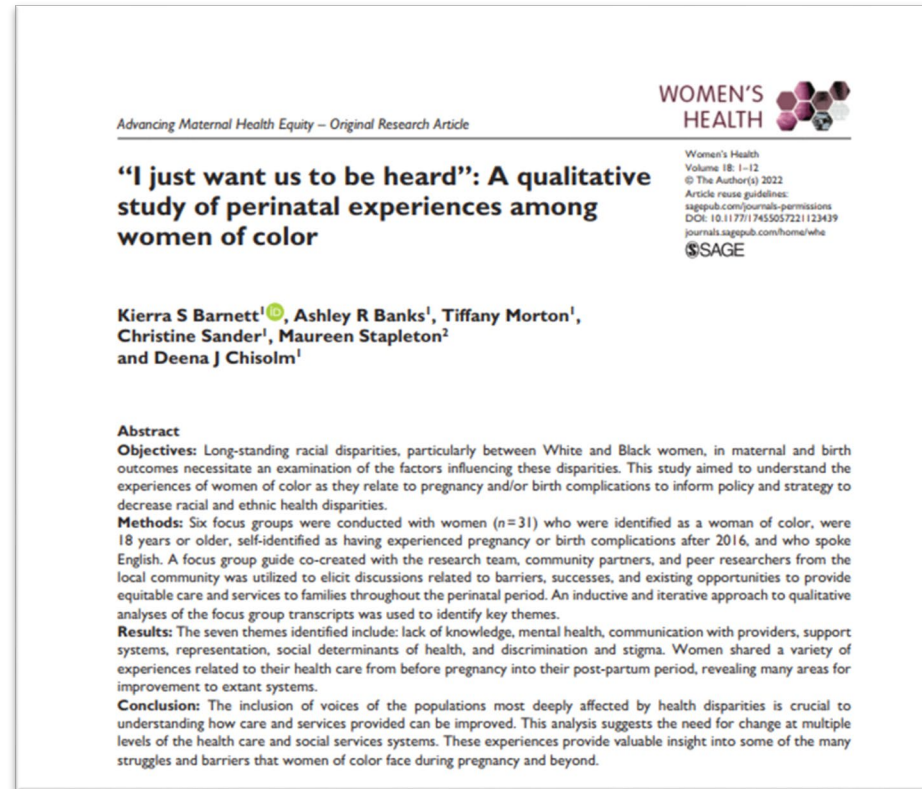 WOMEN'S
HEALTH
Advancing Maternal Health Equity – Original Research Article
Women's Health
Volume 18: 1–12
© The Author(s) 2022
Article reuse guidelines:
sagepub.com/journals-permissions
DOI: 10.1177/17455057221123439
journals.sagepub.com/home/whe
SAGE
“I just want us to be heard”: A qualitative
study of perinatal experiences among
women of color
Kierra S Barnett1 iD, Ashley R Banks1, Tiffany Morton1,
Christine Sander1, Maureen Stapleton2
and Deena J Chisolm1
Abstract
Objectives: Long-standing racial disparities, particularly between White and Black women, in maternal and birth
outcomes necessitate an examination of the factors influencing these disparities. This study aimed to understand the
experiences of women of color as they relate to pregnancy and/or birth complications to inform policy and strategy to
decrease racial and ethnic health disparities.
Methods: Six focus groups were conducted with women (n=31) who were identified as a woman of color, were
18 years or older, self-identified as having experienced pregnancy or birth complications after 2016, and who spoke
English. A focus group guide co-created with the research team, community partners, and peer researchers from the
local community was utilized to elicit discussions related to barriers, successes, and existing opportunities to provide
equitable care and services to families throughout the perinatal period. An inductive and iterative approach to qualitative
analyses of the focus group transcripts was used to identify key themes.
Results: The seven themes identified include: lack of knowledge, mental health, communication with providers, support
systems, representation, social determinants of health, and discrimination and stigma. Women shared a variety of
experiences related to their health care from before pregnancy into their post-partum period, revealing many areas for
improvement to extant systems.
Conclusion: The inclusion of voices of the populations most deeply affected by health disparities is crucial to
understanding how care and services provided can be improved. This analysis suggests the need for change at multiple
levels of the health care and social services systems. These experiences provide valuable insight into some of the many
struggles and barriers that women of color face during pregnancy and beyond.